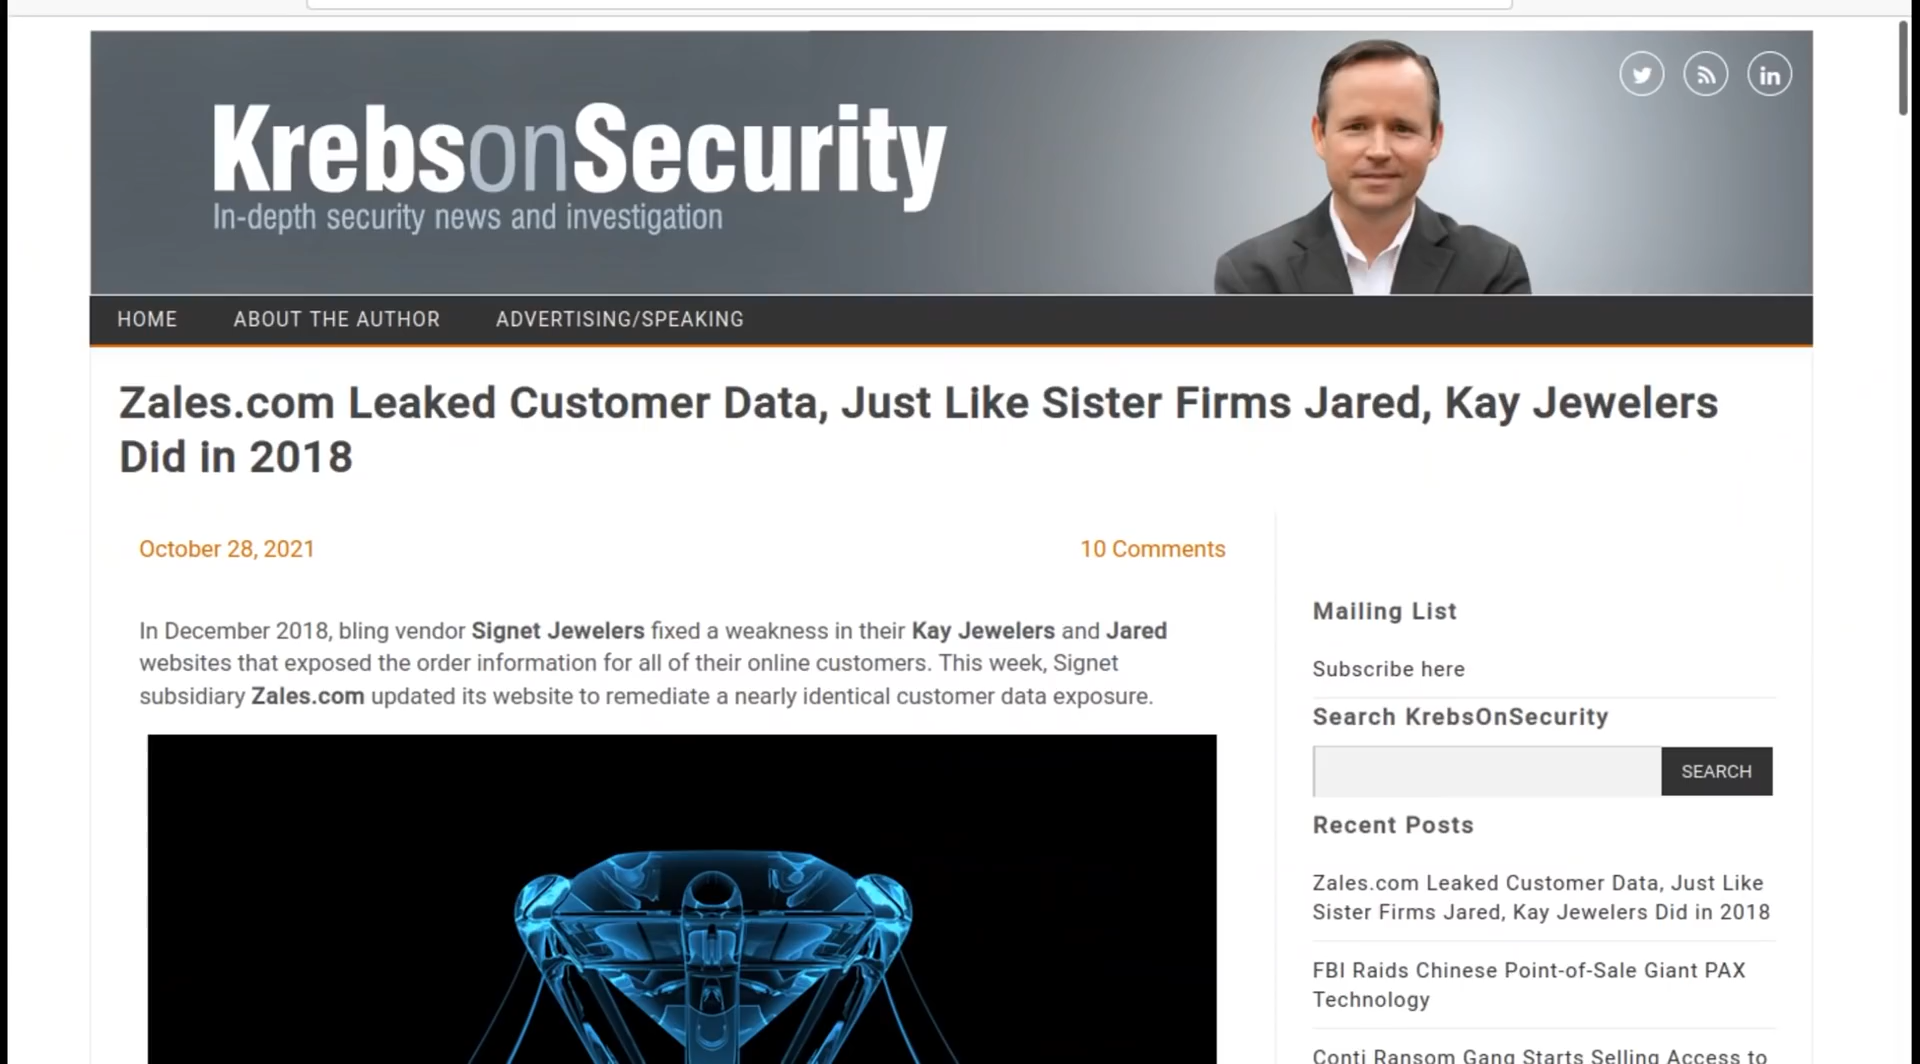 KrebsonSecurity
In-depth security news and investigation
HOME ABOUT THE AUTHOR ADVERTISING/SPEAKING
Zales.com Leaked Customer Data, Just Like Sister Firms Jared, Kay Jewelers
Did in 2018
October 28, 2021 10 Comments
In December 2018, bling vendor Signet Jewelers fixed a weakness in their Kay Jewelers and Jared
websites that exposed the order information for all of their online customers. This week, Signet
subsidiary Zales.com updated its website to remediate a nearly identical customer data exposure.
Mailing List
Subscribe here
Search KrebsOnSecurity
SEARCH
Recent Posts
Zales.com Leaked Customer Data, Just Like
Sister Firms Jared, Kay Jewelers Did in 2018
FBI Raids Chinese Point-of-Sale Giant PAX
Technology
Conti Ransom Gang Starts Selling Access to